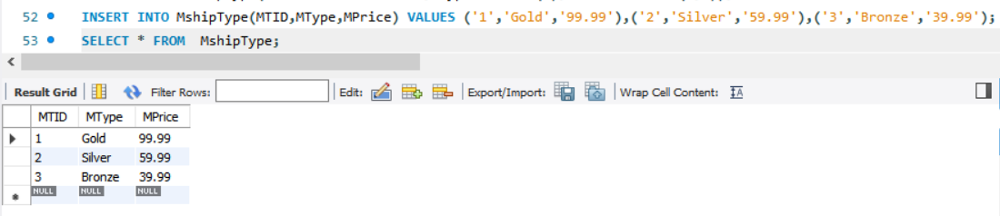 52 INSERT INTO MshipType(MTID,MType,MPrice) VALUES ('1','Gold','99.99'),('2','Silver','59.99'),('3','Bronze','39.99');
53 SELECT * FROM MshipType;
Result Grid Filter Rows: Edit: Export/Import: Wrap Cell Content: IA
MTID MType MPrice
1 Gold 99.99
2 Silver 59.99
3 Bronze 39.99
NULL NULL NULL